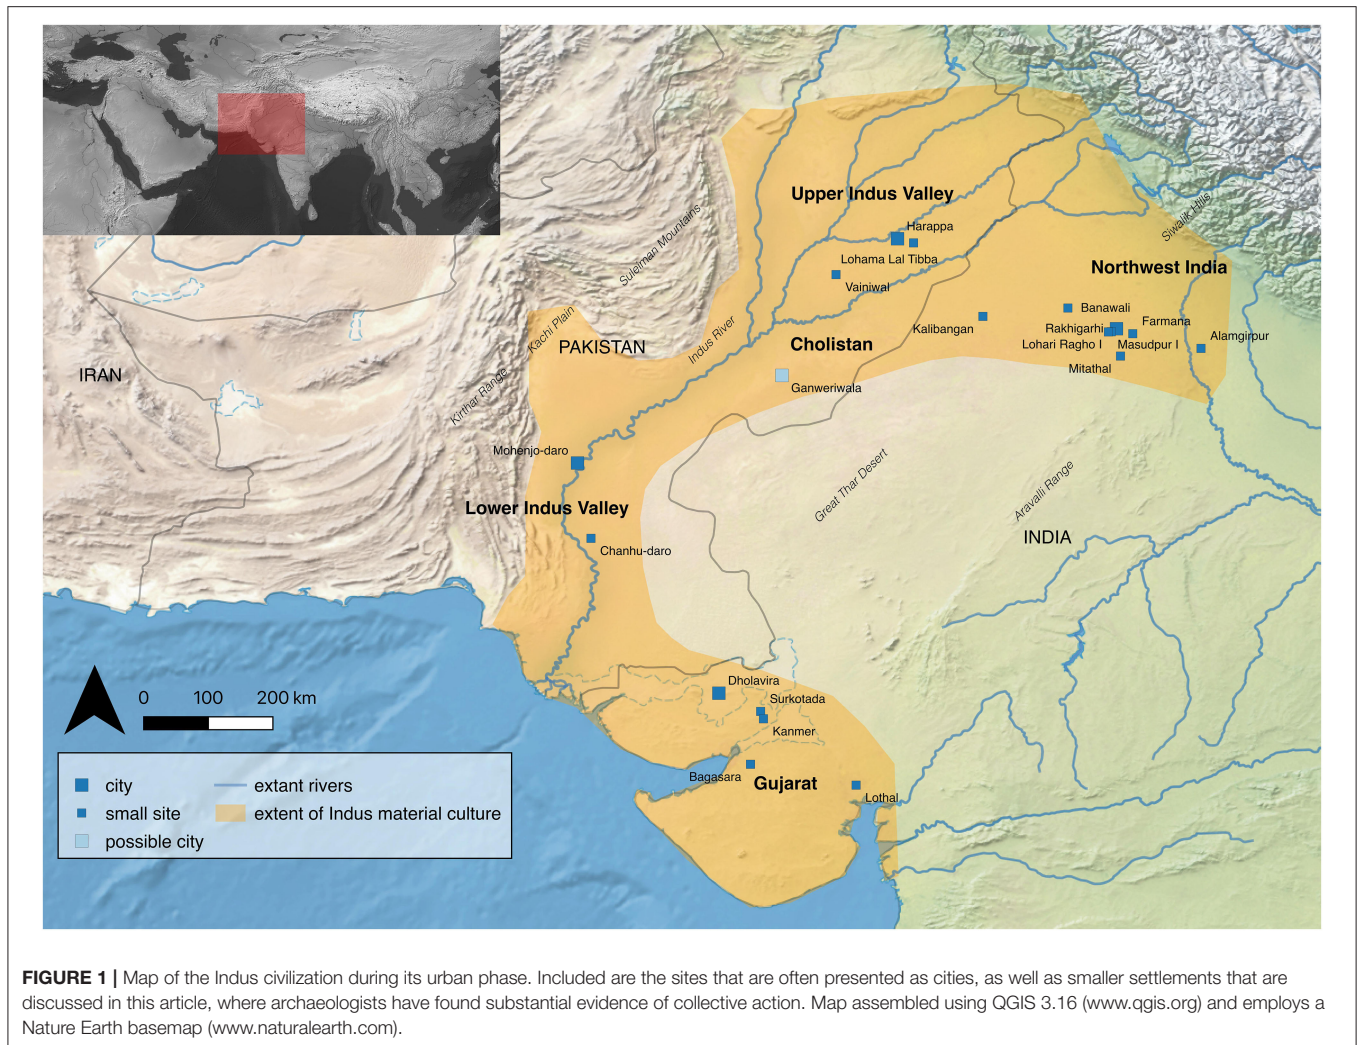 Upper Indus Valley
Harappa
Lohama Lal Tibba
Vainiwal
Suleiman Mountains
Siwalik Hills
Northwest India
Kalibangan
Banawali
Rakhigarhi
Farmana
Lohari Ragho I
Masudpur I
Mitathal
Alamgirpur
Kachi Plain
PAKISTAN
Indus River
Cholistan
Ganweriwala
IRAN
Kirthar Range
Mohenjo-daro
Lower Indus Valley
Chanhu-daro
Great Thar Desert
Aravalli Range
INDIA
Dholavira
Surkotada
Kanmer
Bagasara
Gujarat
Lothal
0 100 200 km
city
small site
possible city
extant rivers
extent of Indus material culture
FIGURE 1 | Map of the Indus civilization during its urban phase. Included are the sites that are often presented as cities, as well as smaller settlements that are
discussed in this article, where archaeologists have found substantial evidence of collective action. Map assembled using QGIS 3.16 (www.qgis.org) and employs a
Nature Earth basemap (www.naturalearth.com).